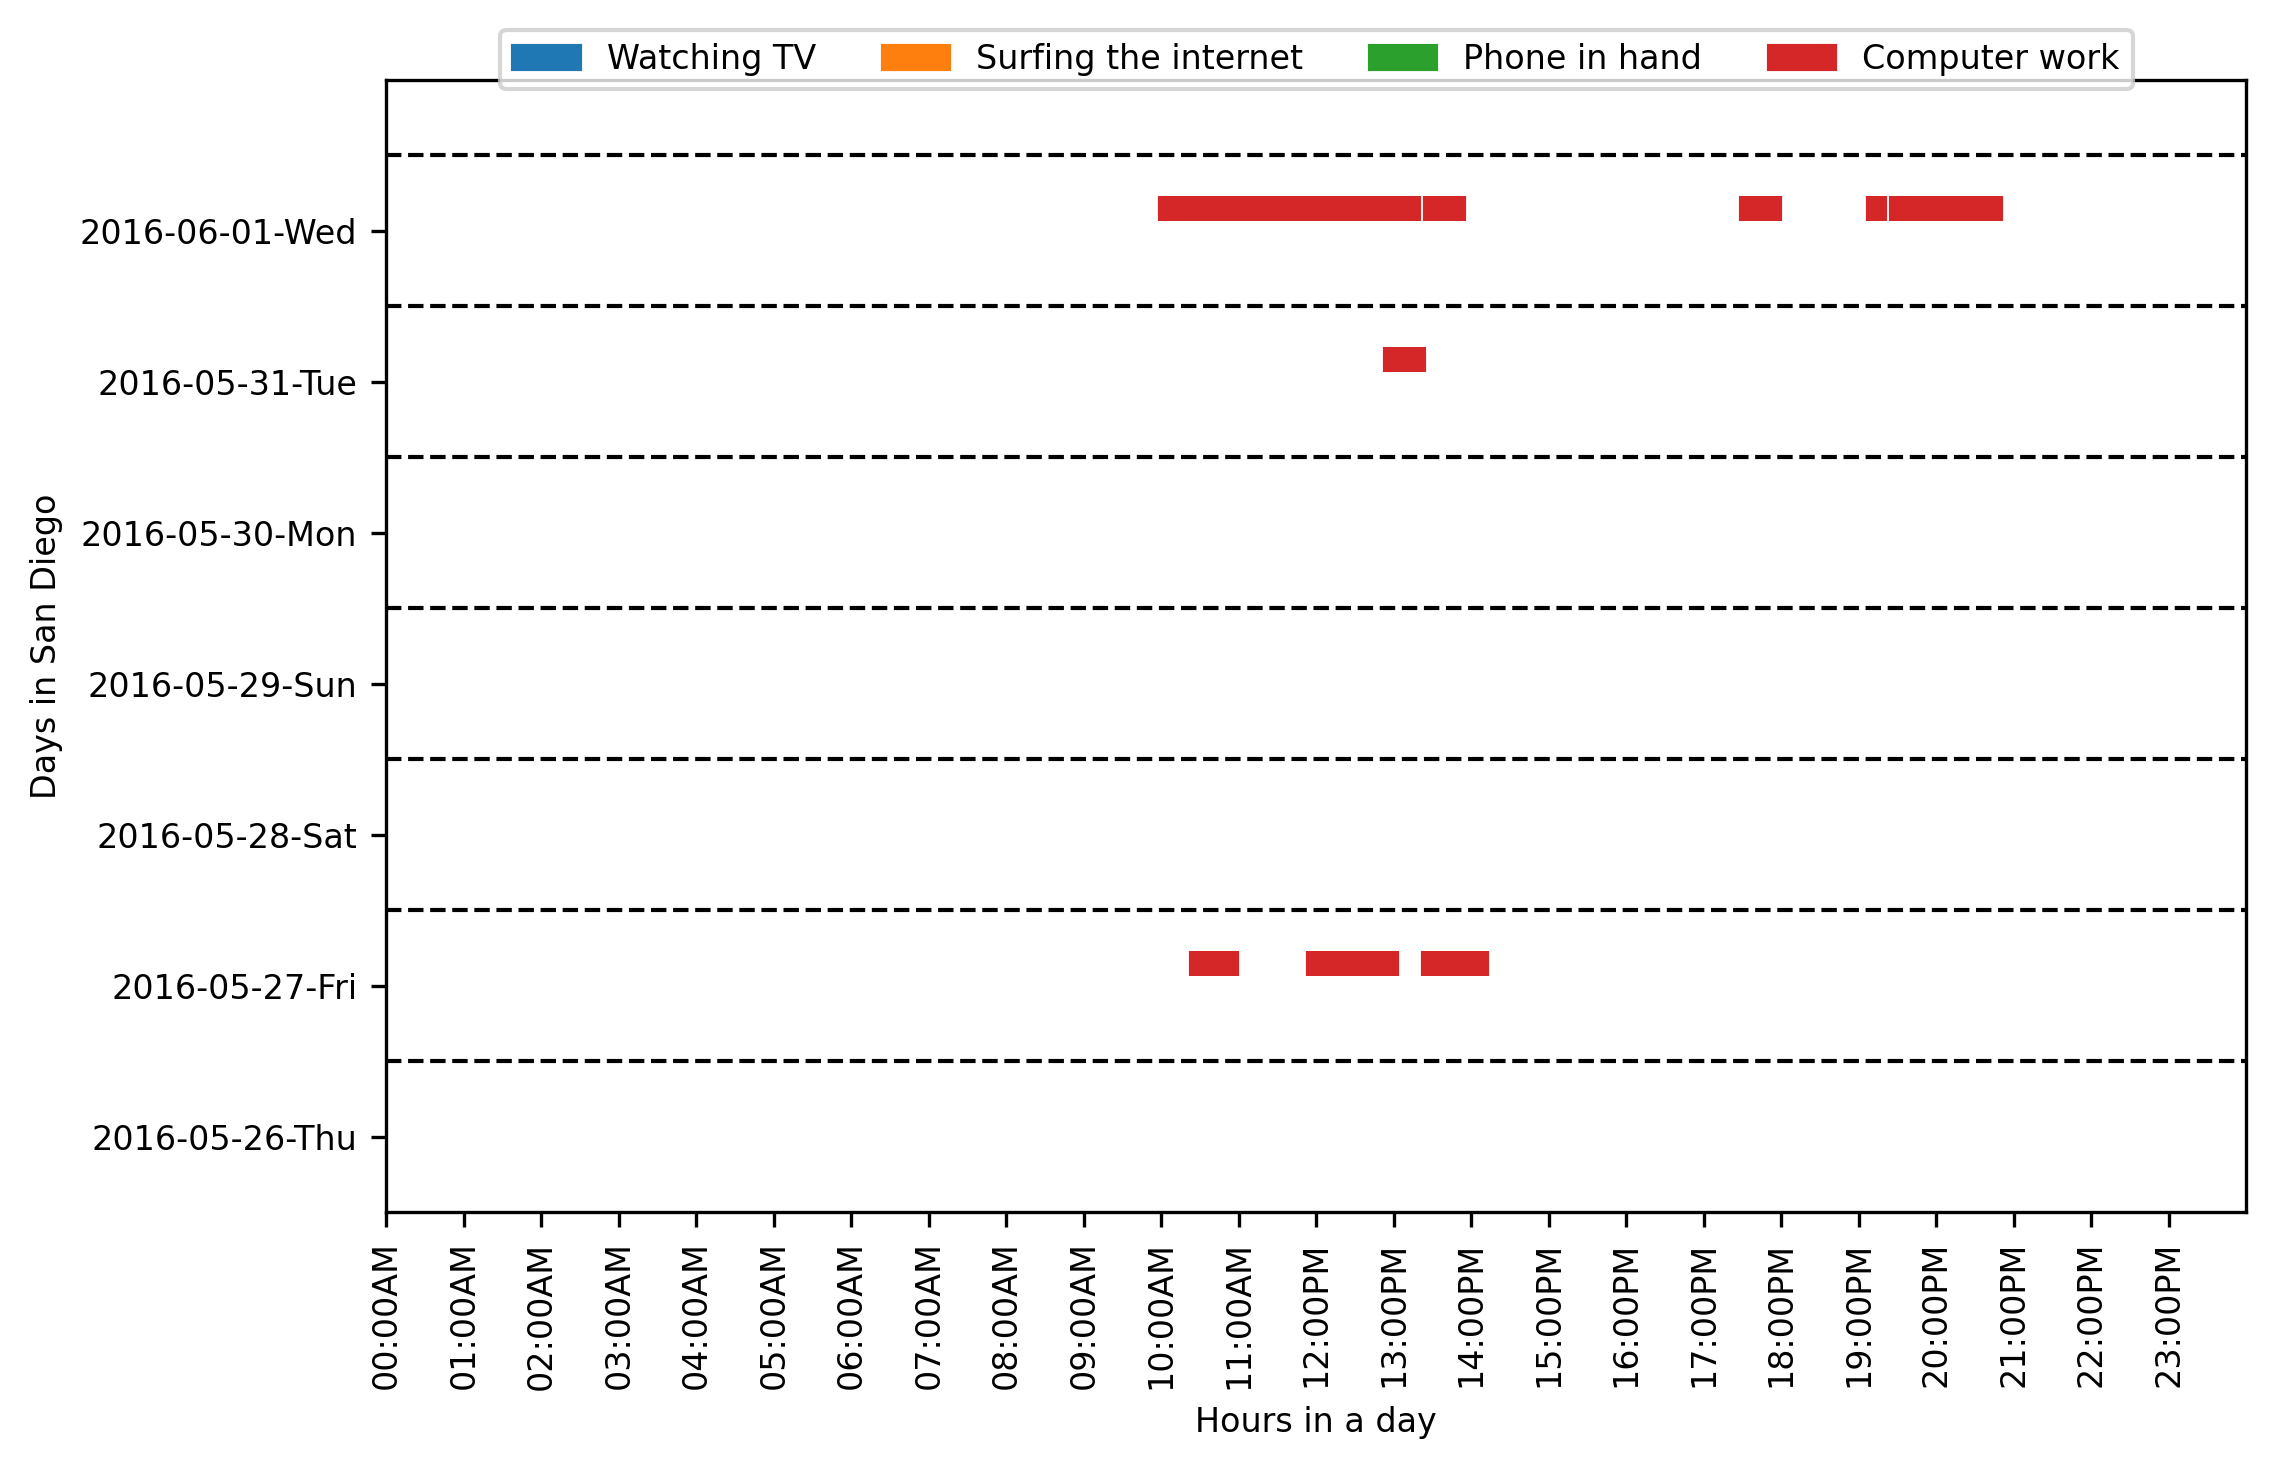 Watching TV Surfing the internet Phone in hand Computer work
Days in San Diego
2016-06-01-Wed
2016-05-31-Tue
2016-05-30-Mon
2016-05-29-Sun
2016-05-28-Sat
2016-05-27-Fri
2016-05-26-Thu
00:00AM
01:00AM
02:00AM
03:00AM
04:00AM
05:00AM
06:00AM
07:00AM
08:00AM
09:00AM
10:00AM
11:00AM
12:00PM
13:00PM
14:00PM
15:00PM
16:00PM
17:00PM
18:00PM
19:00PM
20:00PM
21:00PM
22:00PM
23:00PM
Hours in a day